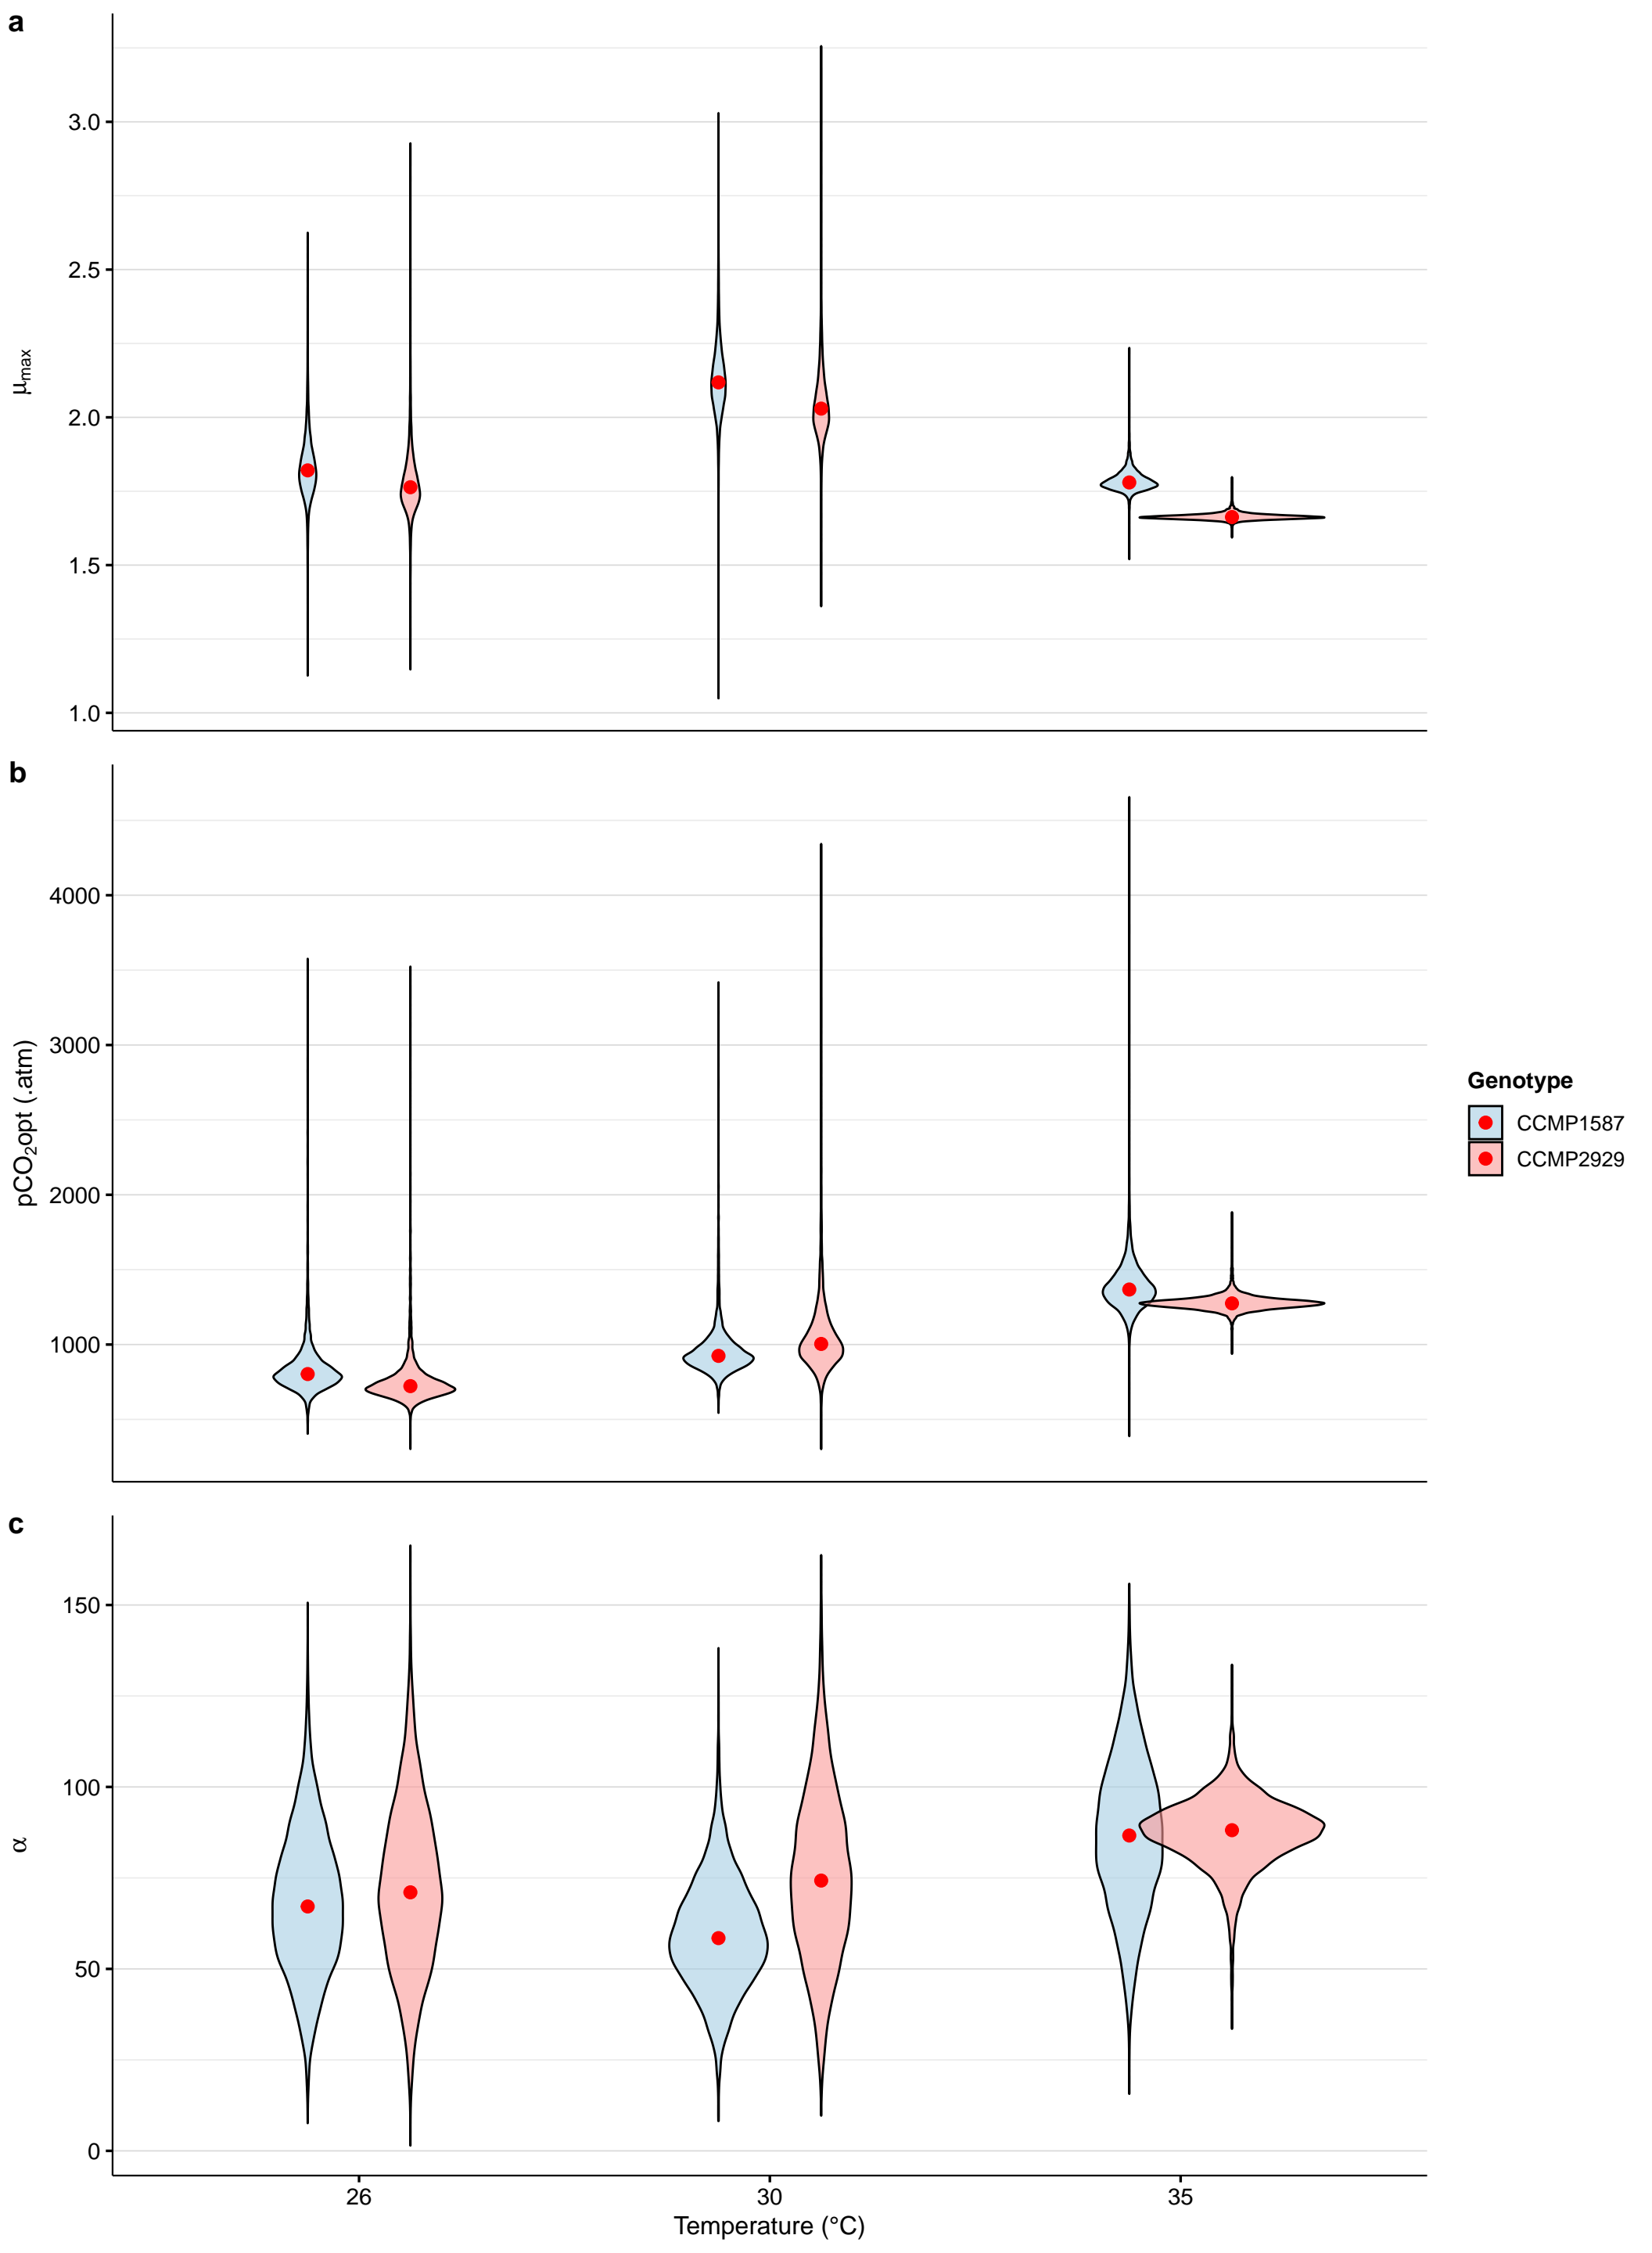 a
3.0
2.5
2.0
1.5
1.0
μmax
b
4000
3000
2000
1000
pCO₂opt (.atm)
Genotype
CCMP1587
CCMP2929
c
150
100
50
0
α
26
30
35
Temperature (°C)